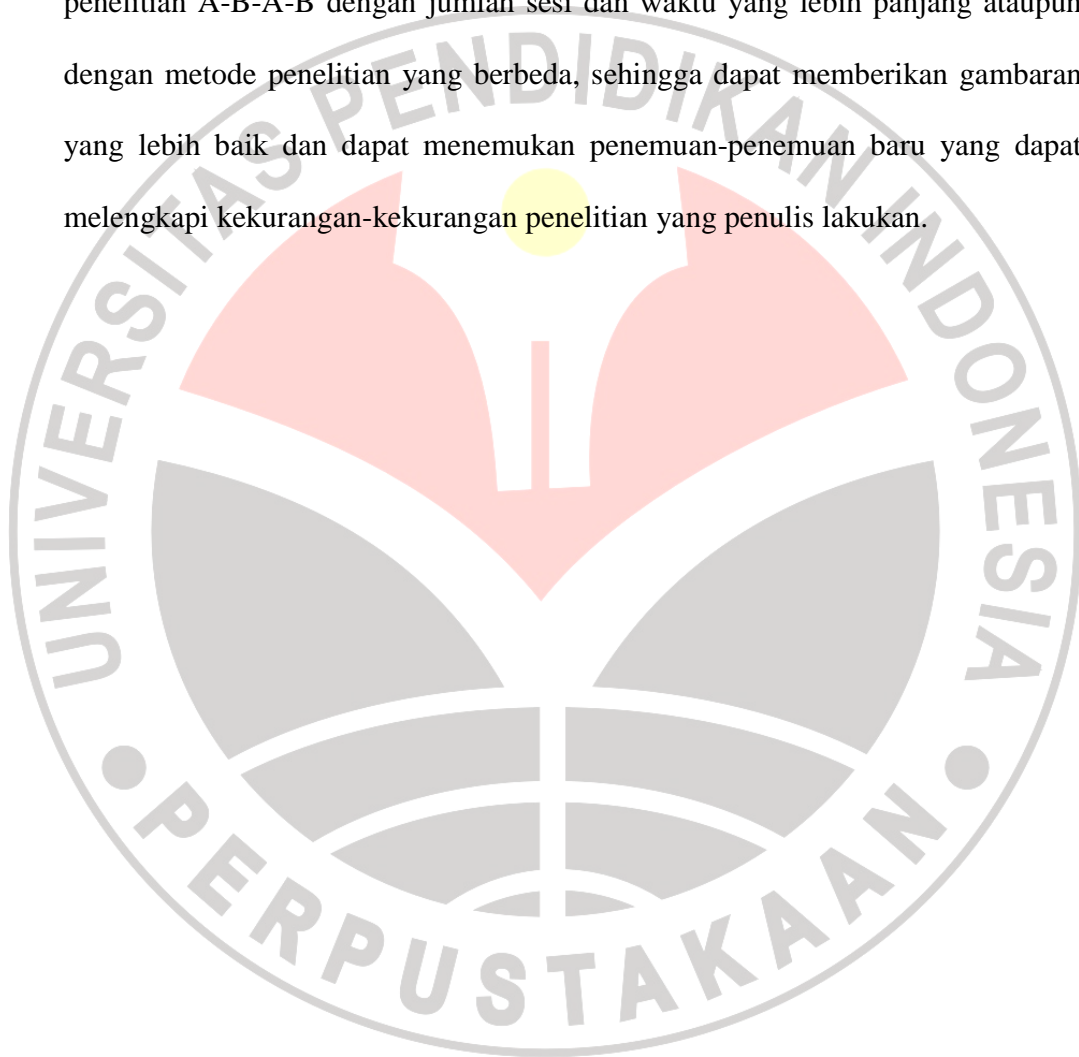 penelitian A-B-A-B dengan jumlah sesi dan waktu yang lebih panjang ataupun
dengan metode penelitian yang berbeda, sehingga dapat memberikan gambaran
yang lebih baik dan dapat menemukan penemuan-penemuan baru yang dapat
melengkapi kekurangan-kekurangan penelitian yang penulis lakukan.
UNIVERSITAS PENDIDIKAN INDONESIA
PERPUSTAKAAN